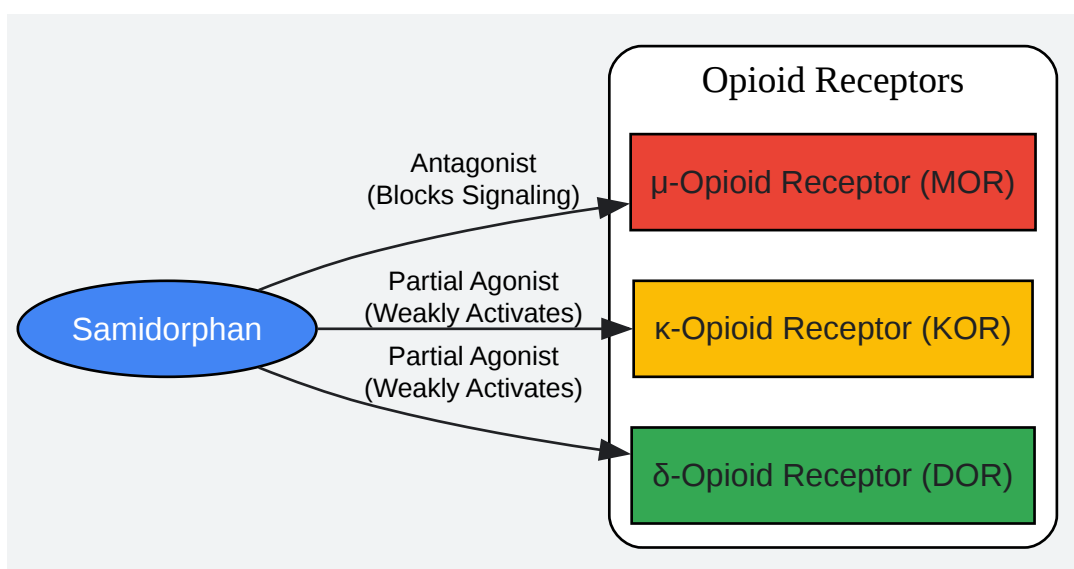 Opioid Receptors
Antagonist
(Blocks Signaling)
μ-Opioid Receptor (MOR)
Partial Agonist
(Weakly Activates)
Samidorphan
κ-Opioid Receptor (KOR)
Partial Agonist
(Weakly Activates)
δ-Opioid Receptor (DOR)